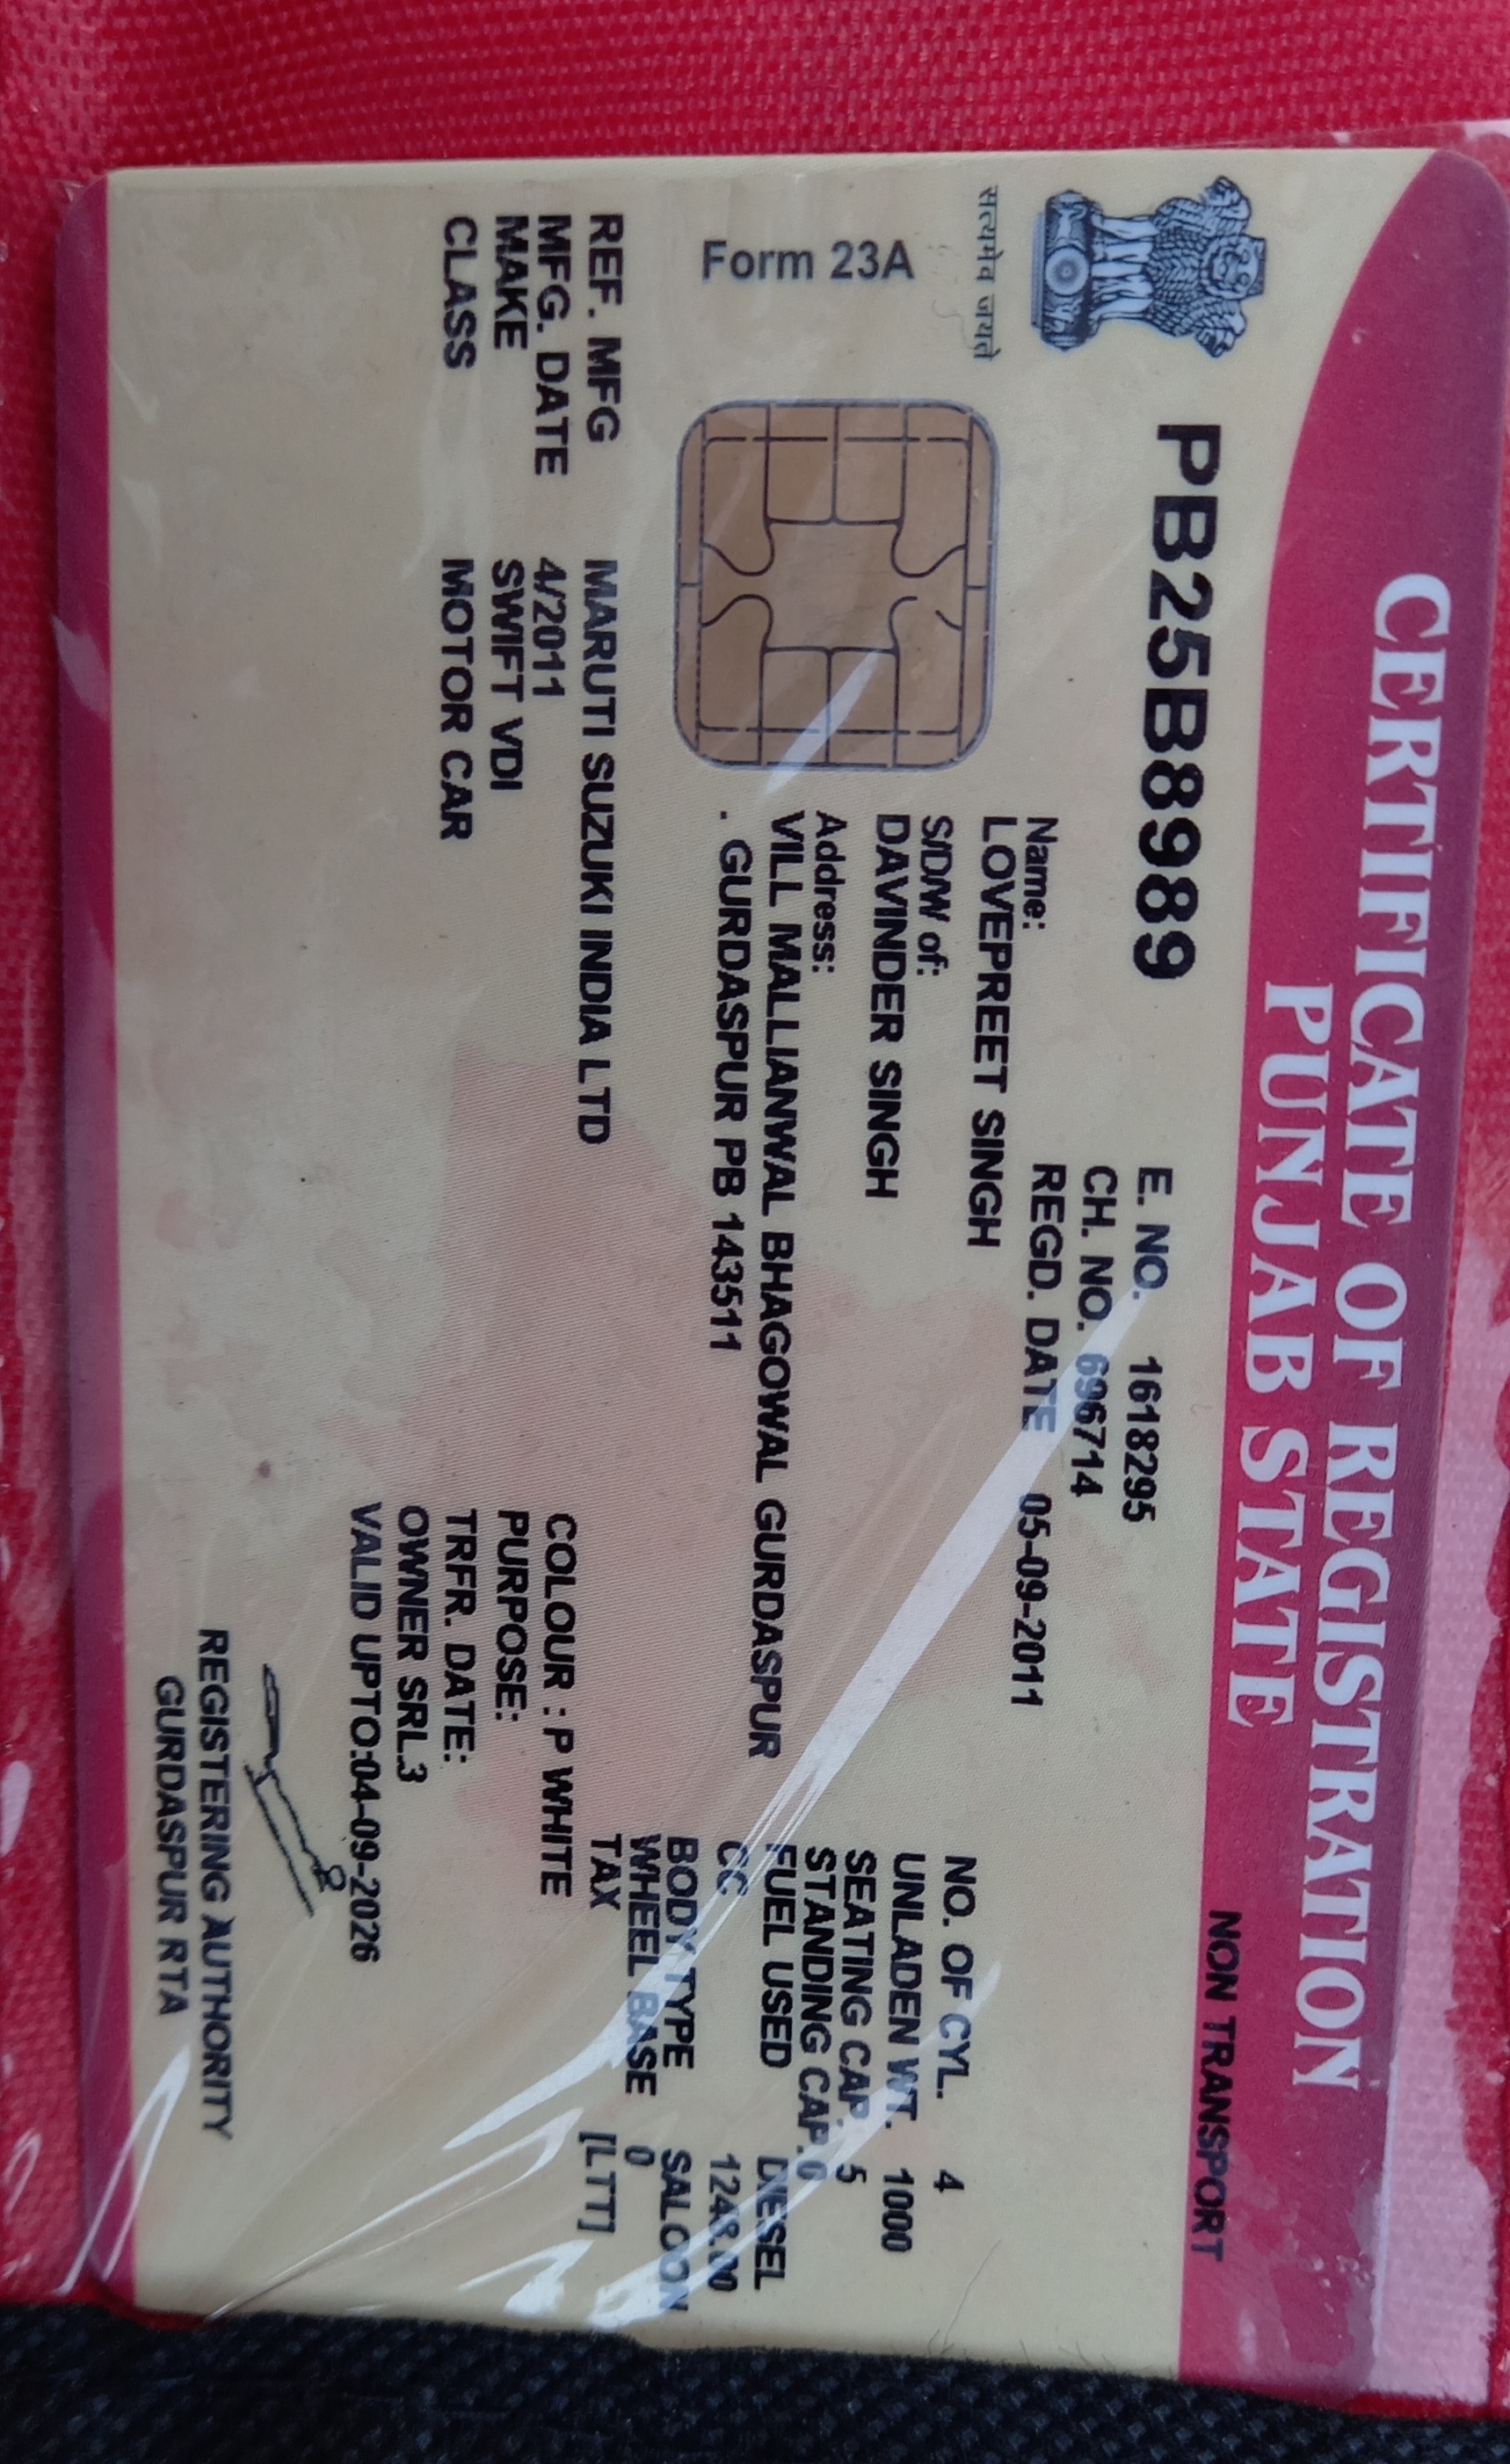 CERTIFICATE OF REGISTRATION
PUNJAB STATE
NON TRANSPORT
सत्यमेव जयते
Form 23A
PB25B8989
E. NO. 1618295
CH. NO. 696714
REGD. DATE 05-09-2011
Name:
LOVEPREET SINGH
S/D/W of:
DAVINDER SINGH
Address:
VILL MALLIANWAL BHAGOWAL GURDASPUR
. GURDASPUR PB 143511
NO. OF CYL. 4
UNLADEN WT. 1000
SEATING CAP. 5
STANDING CAP. 0
FUEL USED DIESEL
CC 1248.00
BODY TYPE SALOON
WHEEL BASE 0
TAX [LTT]
REF. MFG MARUTI SUZUKI INDIA LTD
MFG. DATE 4/2011
MAKE SWIFT VDI
CLASS MOTOR CAR
COLOUR : P WHITE
PURPOSE:
TRFR. DATE:
OWNER SRL.3
VALID UPTO:04-09-2026
REGISTERING AUTHORITY
GURDASPUR RTA